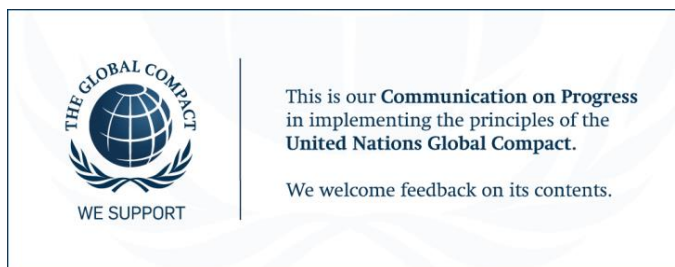 THE GLOBAL COMPACT
WE SUPPORT
This is our Communication on Progress
in implementing the principles of the
United Nations Global Compact.
We welcome feedback on its contents.